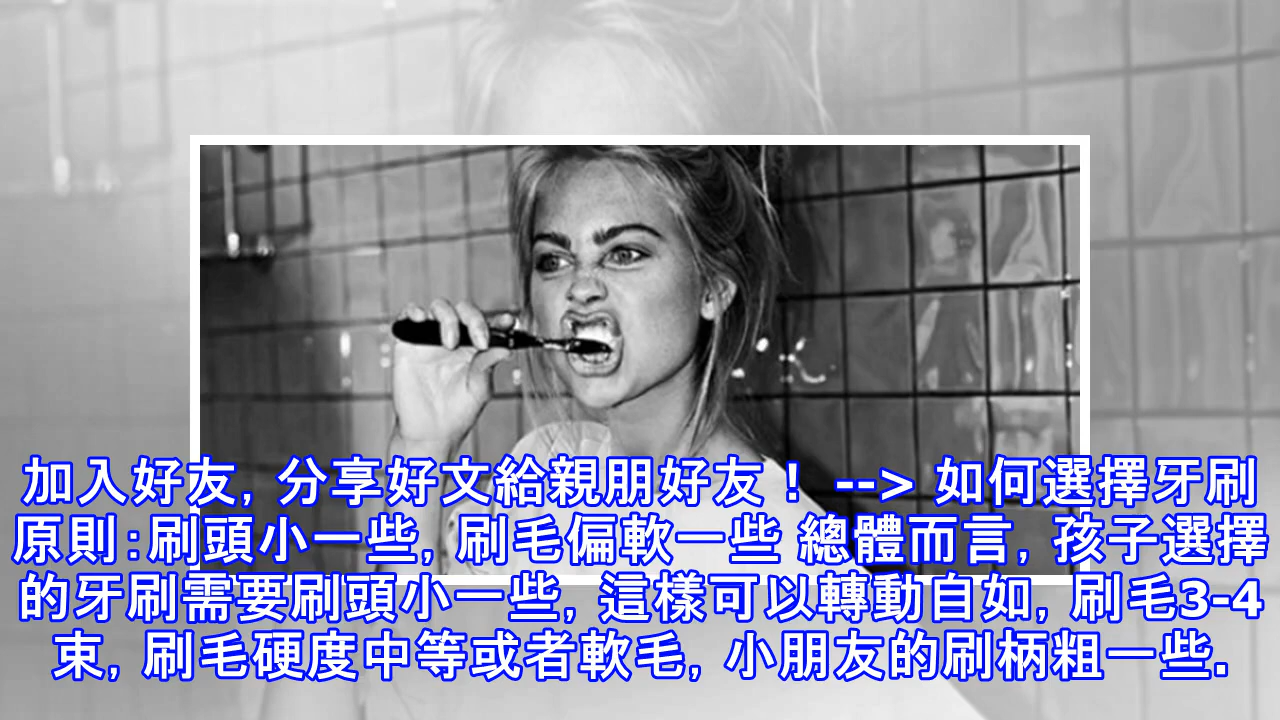 加入好友, 分享好文給親朋好友！ --> 如何選擇牙刷
原則:刷頭小一些, 刷毛偏軟一些 總體而言, 孩子選擇
的牙刷需要刷頭小一些, 這樣可以轉動自如, 刷毛3-4
束, 刷毛硬度中等或者軟毛, 小朋友的刷柄粗一些.